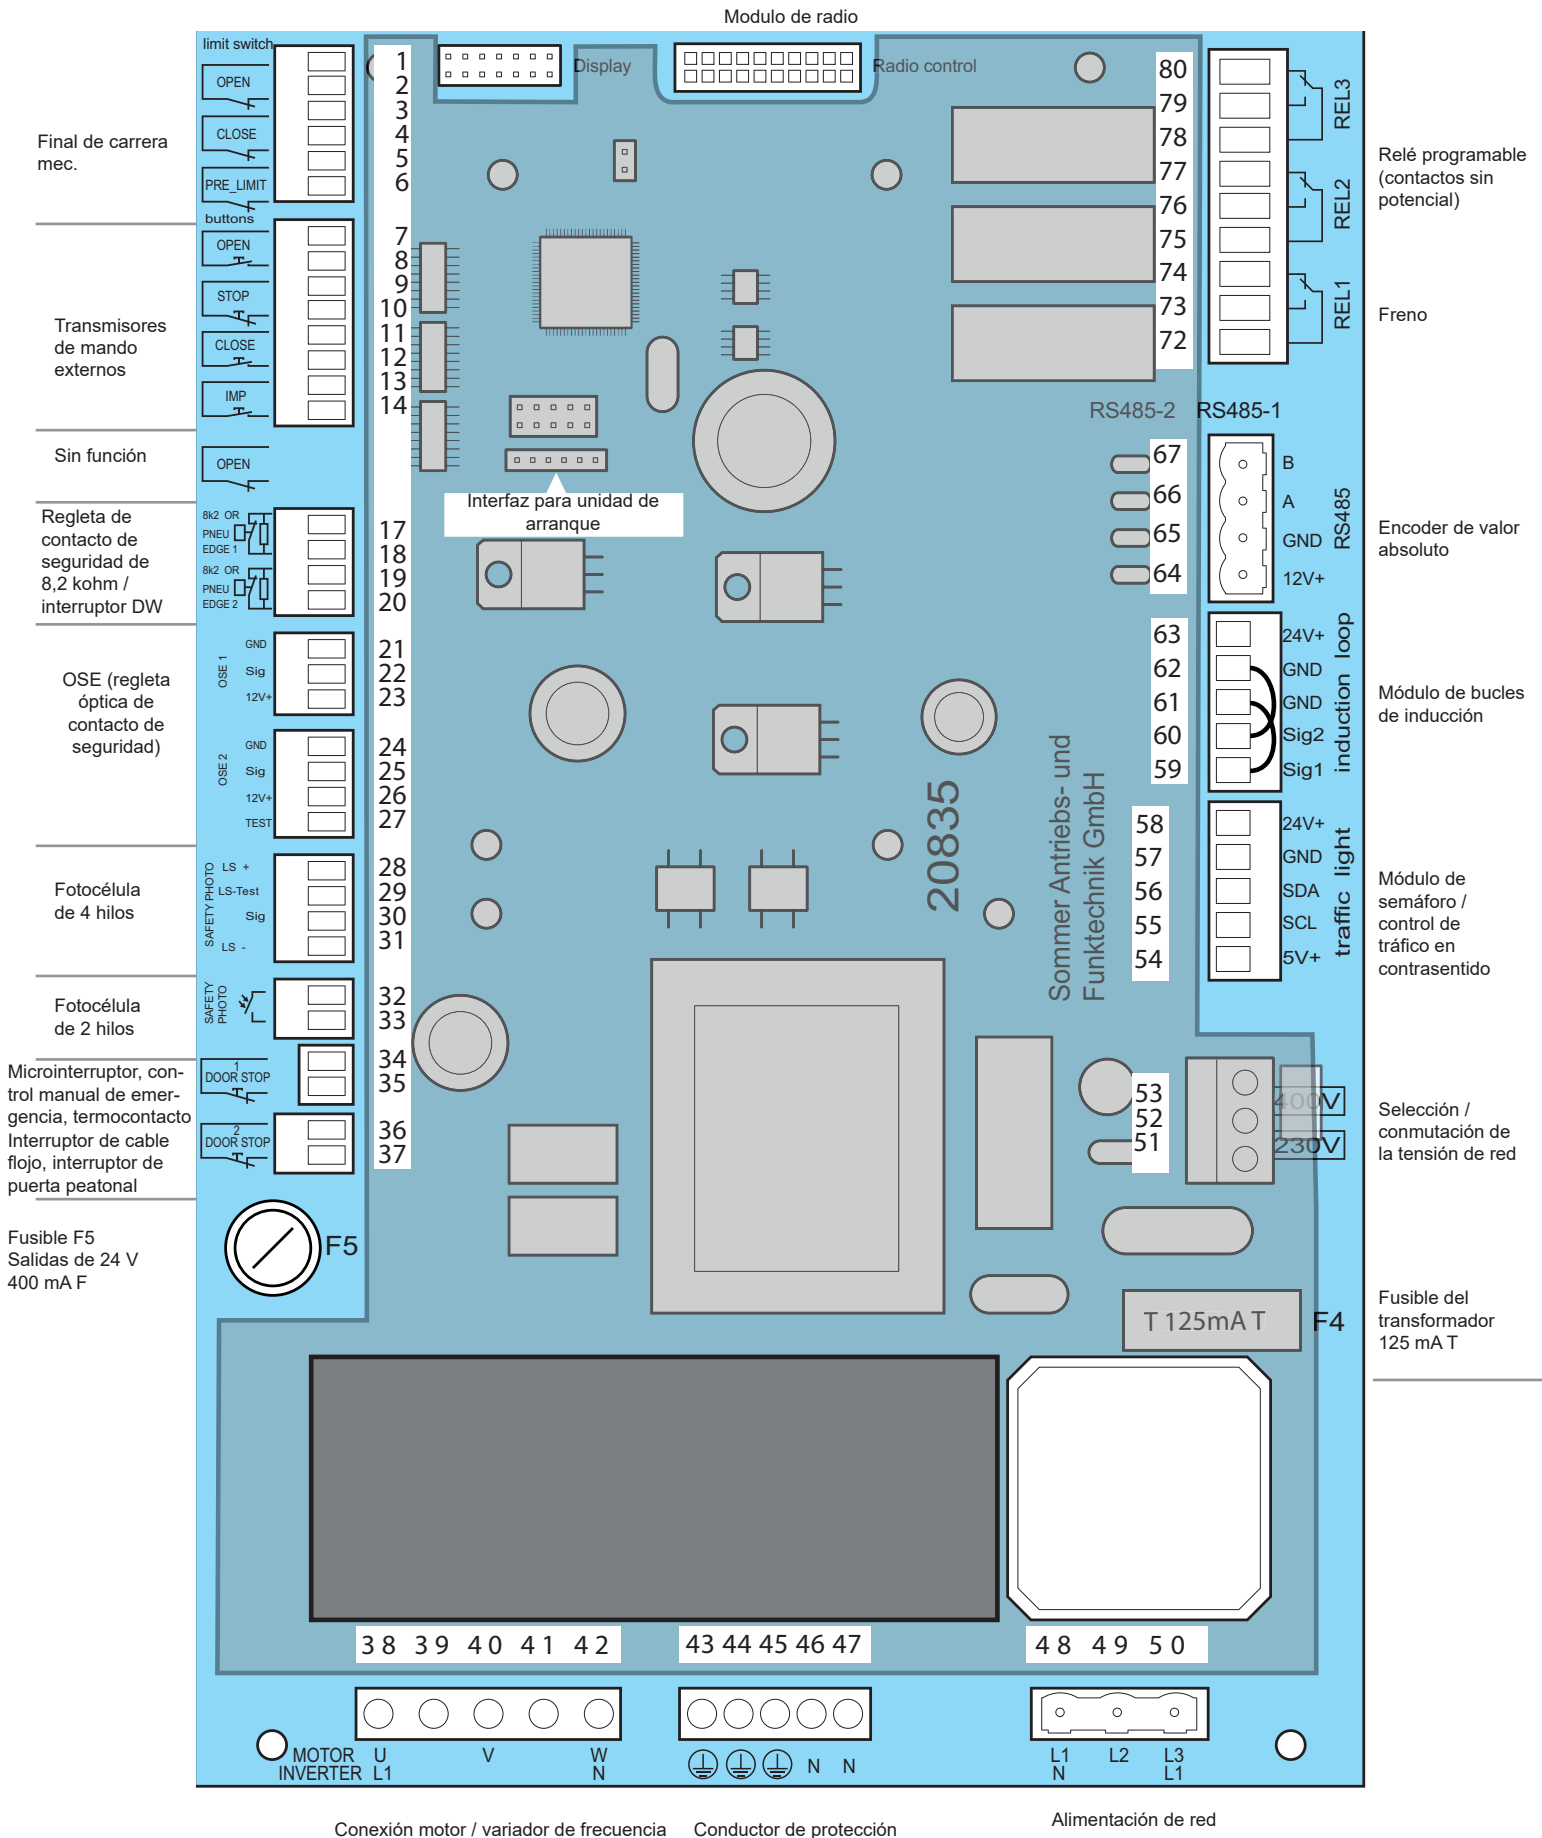 Modulo de radio
limit switch
OPEN
CLOSE
PRE_LIMIT
Final de carrera
mec.
1
2
3
4
5
6
Display
Radio control
buttons
OPEN
STOP
CLOSE
IMP
Transmisores
de mando
externos
7
8
9
10
11
12
13
14
Sin función
OPEN
Interfaz para unidad de
arranque
Regleta de
contacto de
seguridad de
8,2 kohm /
interruptor DW
8k2 OR
PNEU
EDGE 1
8k2 OR
PNEU
EDGE 2
17
18
19
20
OSE (regleta
óptica de
contacto de
seguridad)
OSE 1
GND
Sig
12V+
21
22
23
OSE 2
GND
Sig
12V+
TEST
24
25
26
27
Fotocélula
de 4 hilos
SAFETY PHOTO
LS +
LS-Test
Sig
LS -
28
29
30
31
Fotocélula
de 2 hilos
SAFETY
PHOTO
32
33
Microinterruptor, con-
trol manual de emer-
gencia, termocontacto
Interruptor de cable
flojo, interruptor de
puerta peatonal
1
DOOR STOP
34
35
2
DOOR STOP
36
37
Fusible F5
Salidas de 24 V
400 mA F
F5
80
79
78
77
76
75
74
73
72
REL3
REL2
REL1
Relé programable
(contactos sin
potencial)
Freno
RS485-2 RS485-1
67
66
65
64
B
A
GND
12V+
RS485
Encoder de valor
absoluto
63
62
61
60
59
24V+
GND
GND
Sig2
Sig1
induction loop
Módulo de bucles
de inducción
20835
Sommer Antriebs- und
Funktechnik GmbH
58
57
56
55
54
24V+
GND
SDA
SCL
5V+
traffic light
Módulo de
semáforo /
control de
tráfico en
contrasentido
53
52
51
400V
230V
Selección /
conmutación de
la tensión de red
T 125mA T
F4
Fusible del
transformador
125 mA T
38 39 40 41 42
43 44 45 46 47
48 49 50
MOTOR U V W
INVERTER L1 N
N N
L1 L2 L3
N L1
Conexión motor / variador de frecuencia
Conductor de protección
Alimentación de red